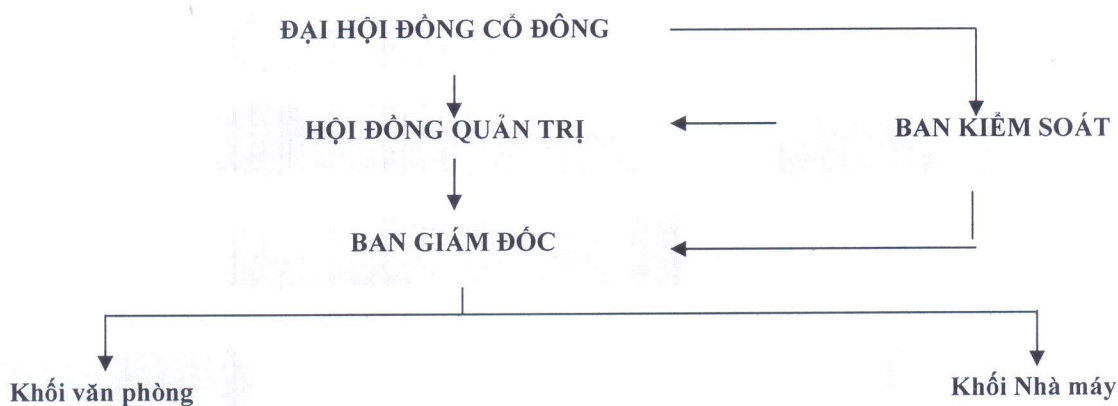 ĐẠI HỘI ĐỒNG CỔ ĐÔNG
HỘI ĐỒNG QUẢN TRỊ
BAN KIỂM SOÁT
BAN GIÁM ĐỐC
Khối văn phòng
Khối Nhà máy